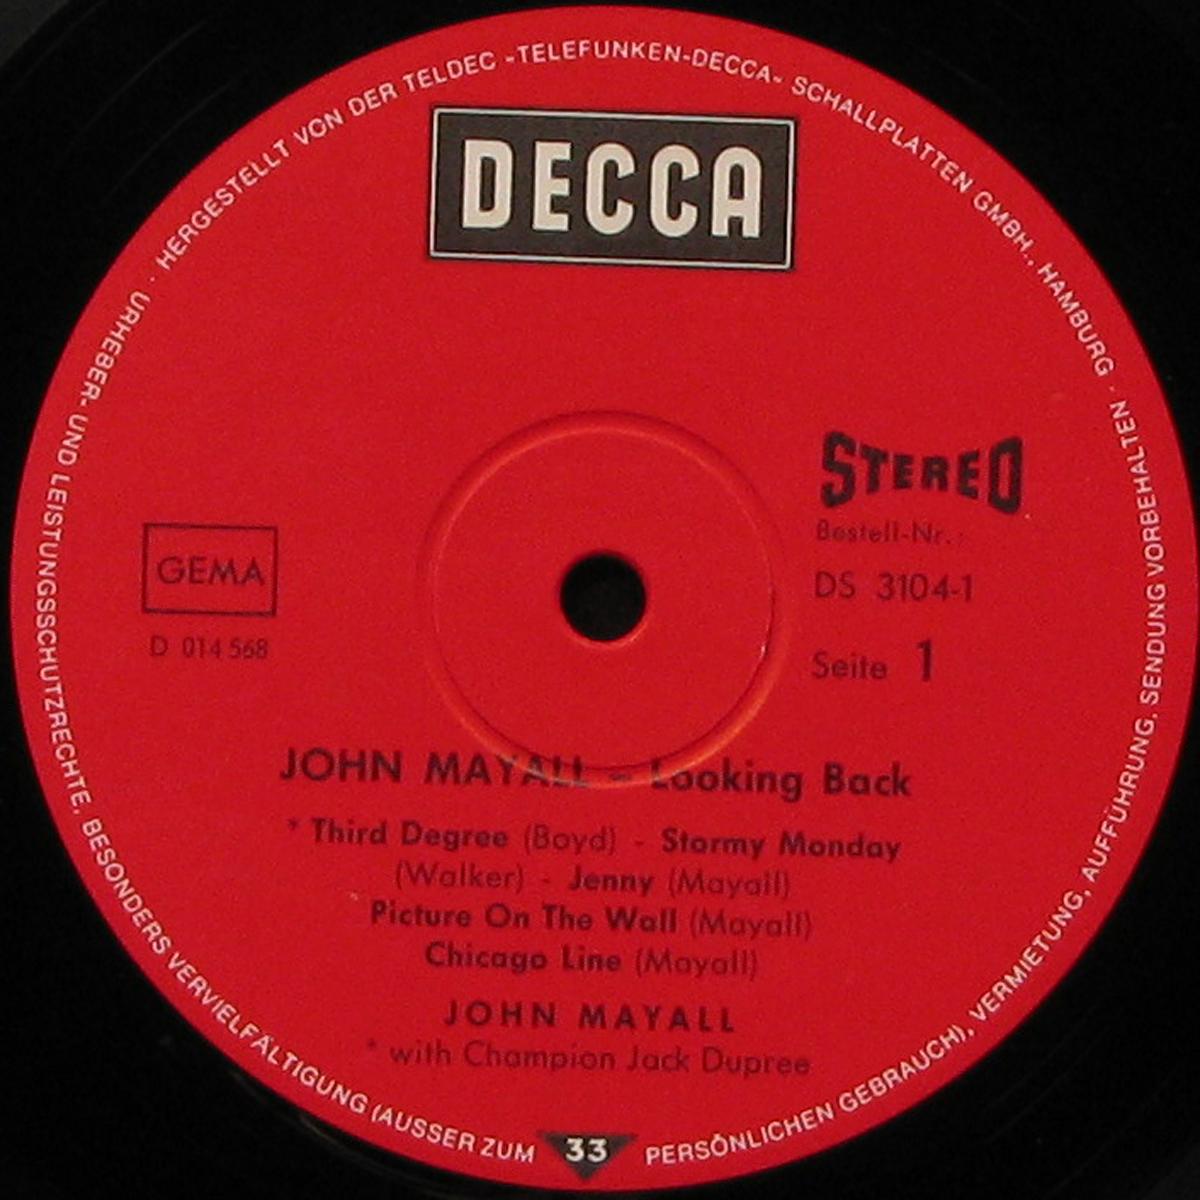 HERGESTELLT VON DER TELDEC »TELEFUNKEN-DECCA« SCHALLPLATTEN GMBH., HAMBURG · URHEBER- UND LEISTUNGSSCHUTZRECHTE, BESONDERS VERVIELFÄLTIGUNG (AUSSER ZUM PERSÖNLICHEN GEBRAUCH), VERMIETUNG, AUFFÜHRUNG, SENDUNG VORBEHALTEN ·
DECCA
STEREO
Bestell-Nr.:
DS 3104-1
Seite 1
GEMA
D 014 568
JOHN MAYALL – Looking Back
* Third Degree (Boyd) - Stormy Monday
(Walker) - Jenny (Mayall)
Picture On The Wall (Mayall)
Chicago Line (Mayall)
JOHN MAYALL
* with Champion Jack Dupree
33